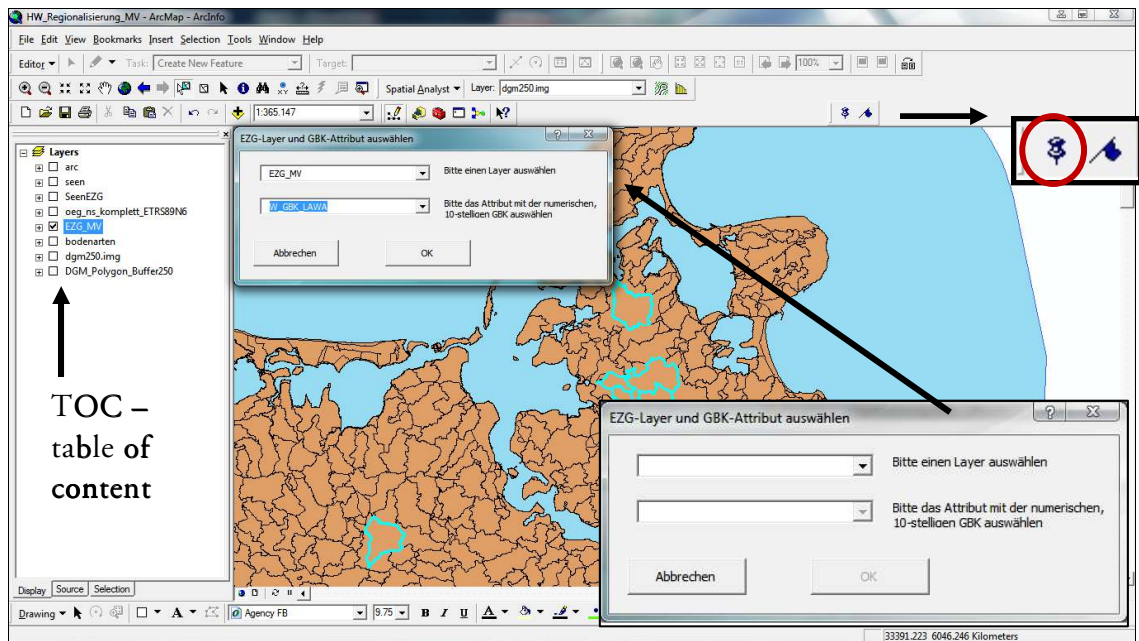 HW_Regionalisierung_MV - ArcMap - ArcInfo
File Edit View Bookmarks Insert Selection Tools Window Help
Editor Task: Create New Feature Target: 100%
Spatial Analyst Layer: dgm250.img
1:365.147
Layers
arc
seen
SeenEZG
oeg_ns_komplett_ETRS89N6
EZG_MV
bodenarten
dgm250.img
DGM_Polygon_Buffer250
TOC –
table of
content
EZG-Layer und GBK-Attribut auswählen
EZG_MV
Bitte einen Layer auswählen
W_GBK_LAWA
Bitte das Attribut mit der numerischen,
10-stelligen GBK auswählen
Abbrechen OK
EZG-Layer und GBK-Attribut auswählen
Bitte einen Layer auswählen
Bitte das Attribut mit der numerischen,
10-stelligen GBK auswählen
Abbrechen OK
Display Source Selection
Drawing A Agency FB 9.75 B I U A
33391.223 6046.246 Kilometers